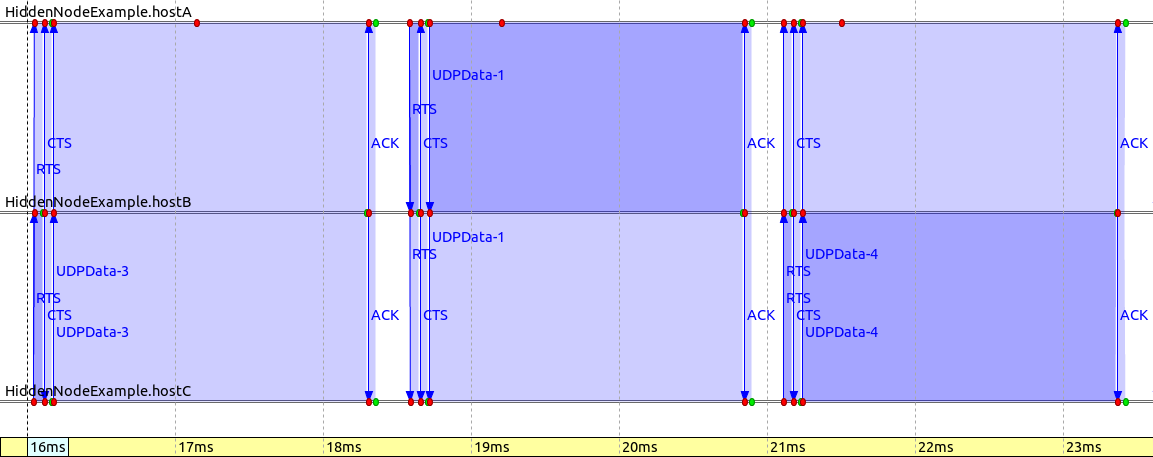 HiddenNodeExample.hostA
UDPData-1
RTS
CTS
CTS
ACK
ACK
CTS
ACK
RTS
HiddenNodeExample.hostB
UDPData-1
RTS
UDPData-4
UDPData-3
RTS
RTS
RTS
CTS
ACK
CTS
ACK
CTS
ACK
UDPData-3
UDPData-4
HiddenNodeExample.hostC
16ms
17ms
18ms
19ms
20ms
21ms
22ms
23ms